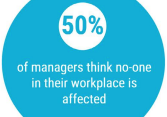 50%
of managers think no-one
in their workplace is
affected